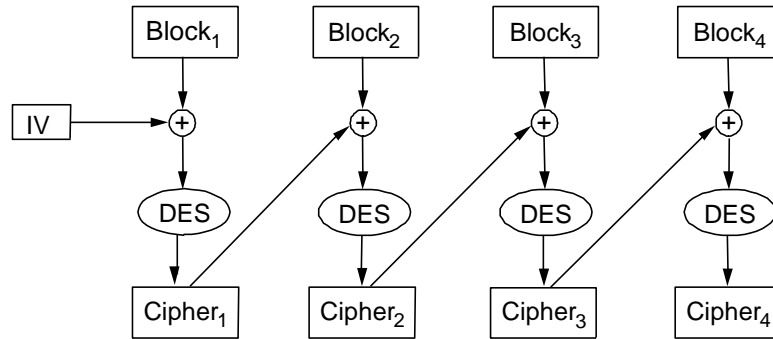 Block₁ Block₂ Block₃ Block₄
IV + + + +
DES DES DES DES
Cipher₁ Cipher₂ Cipher₃ Cipher₄